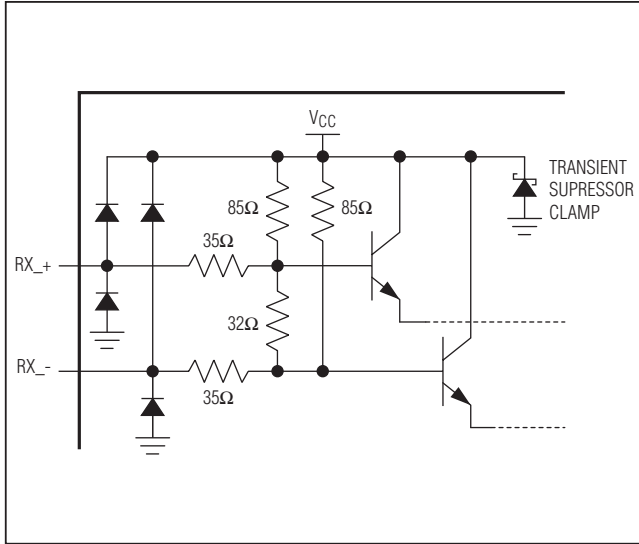 VCC
TRANSIENT
SUPRESSOR
CLAMP
85Ω
85Ω
35Ω
RX_+
32Ω
RX_-
35Ω